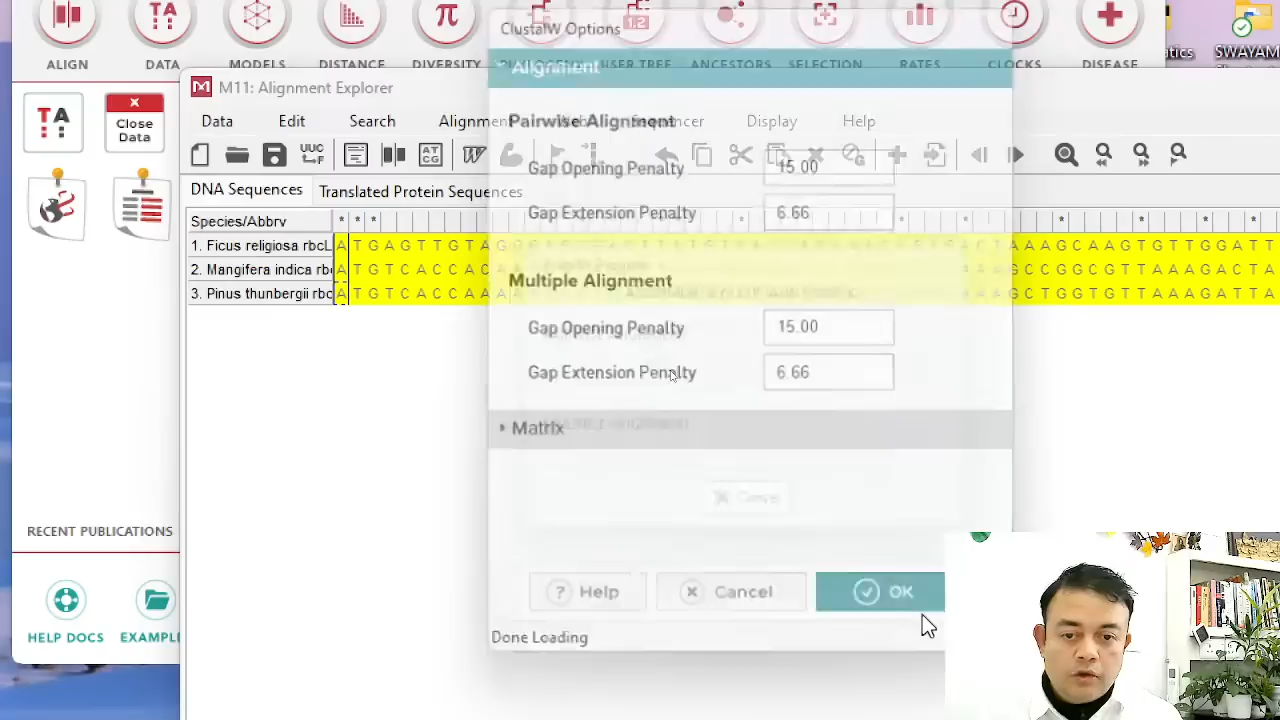 ALIGN DATA MODELS DISTANCE DIVERSITY USER TREE ANCESTORS SELECTION RATES CLOCKS DISEASE
SWAYAM
TA
X
Close
Data
RECENT PUBLICATIONS
HELP DOCS
M11: Alignment Explorer
Data Edit Search Sequencer Display Help
DNA Sequences Translated Protein Sequences
Species/Abbrv
1. Ficus religiosa rbcL A T G A G T T G T A G
2. Mangifera indica rb A T G T C A C C A C A
3. Pinus thunbergii rbc A T G T C A C C A A A
ClustalW Options
Alignment
Pairwise Alignment
Gap Opening Penalty 15.00
Gap Extension Penalty 6.66
Multiple Alignment
Gap Opening Penalty 15.00
Gap Extension Penalty 6.66
Matrix
? Help Cancel OK
Done Loading